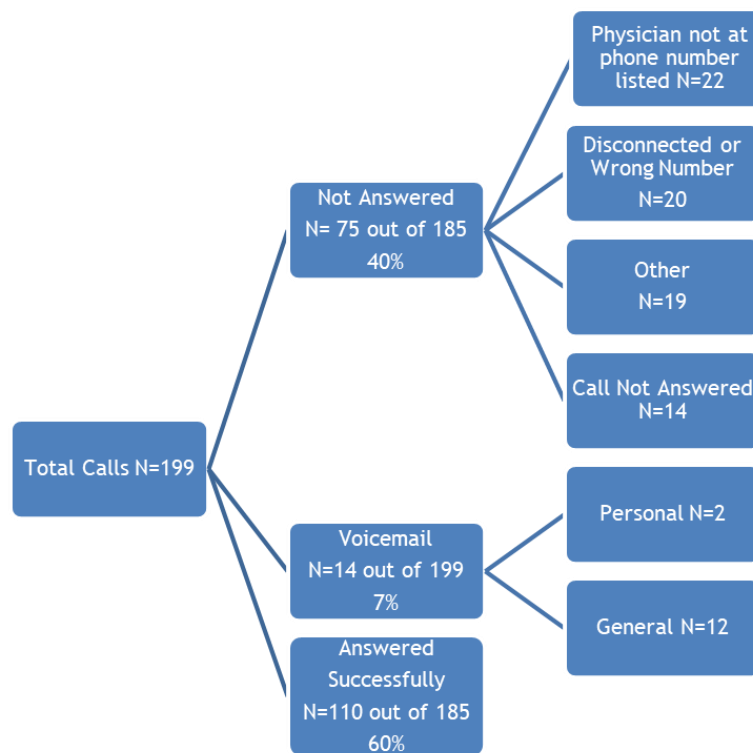 Total Calls N=199
Not Answered
N= 75 out of 185
40%
Voicemail
N=14 out of 199
7%
Answered
Successfully
N=110 out of 185
60%
Physician not at
phone number
listed N=22
Disconnected or
Wrong Number
N=20
Other
N=19
Call Not Answered
N=14
Personal N=2
General N=12